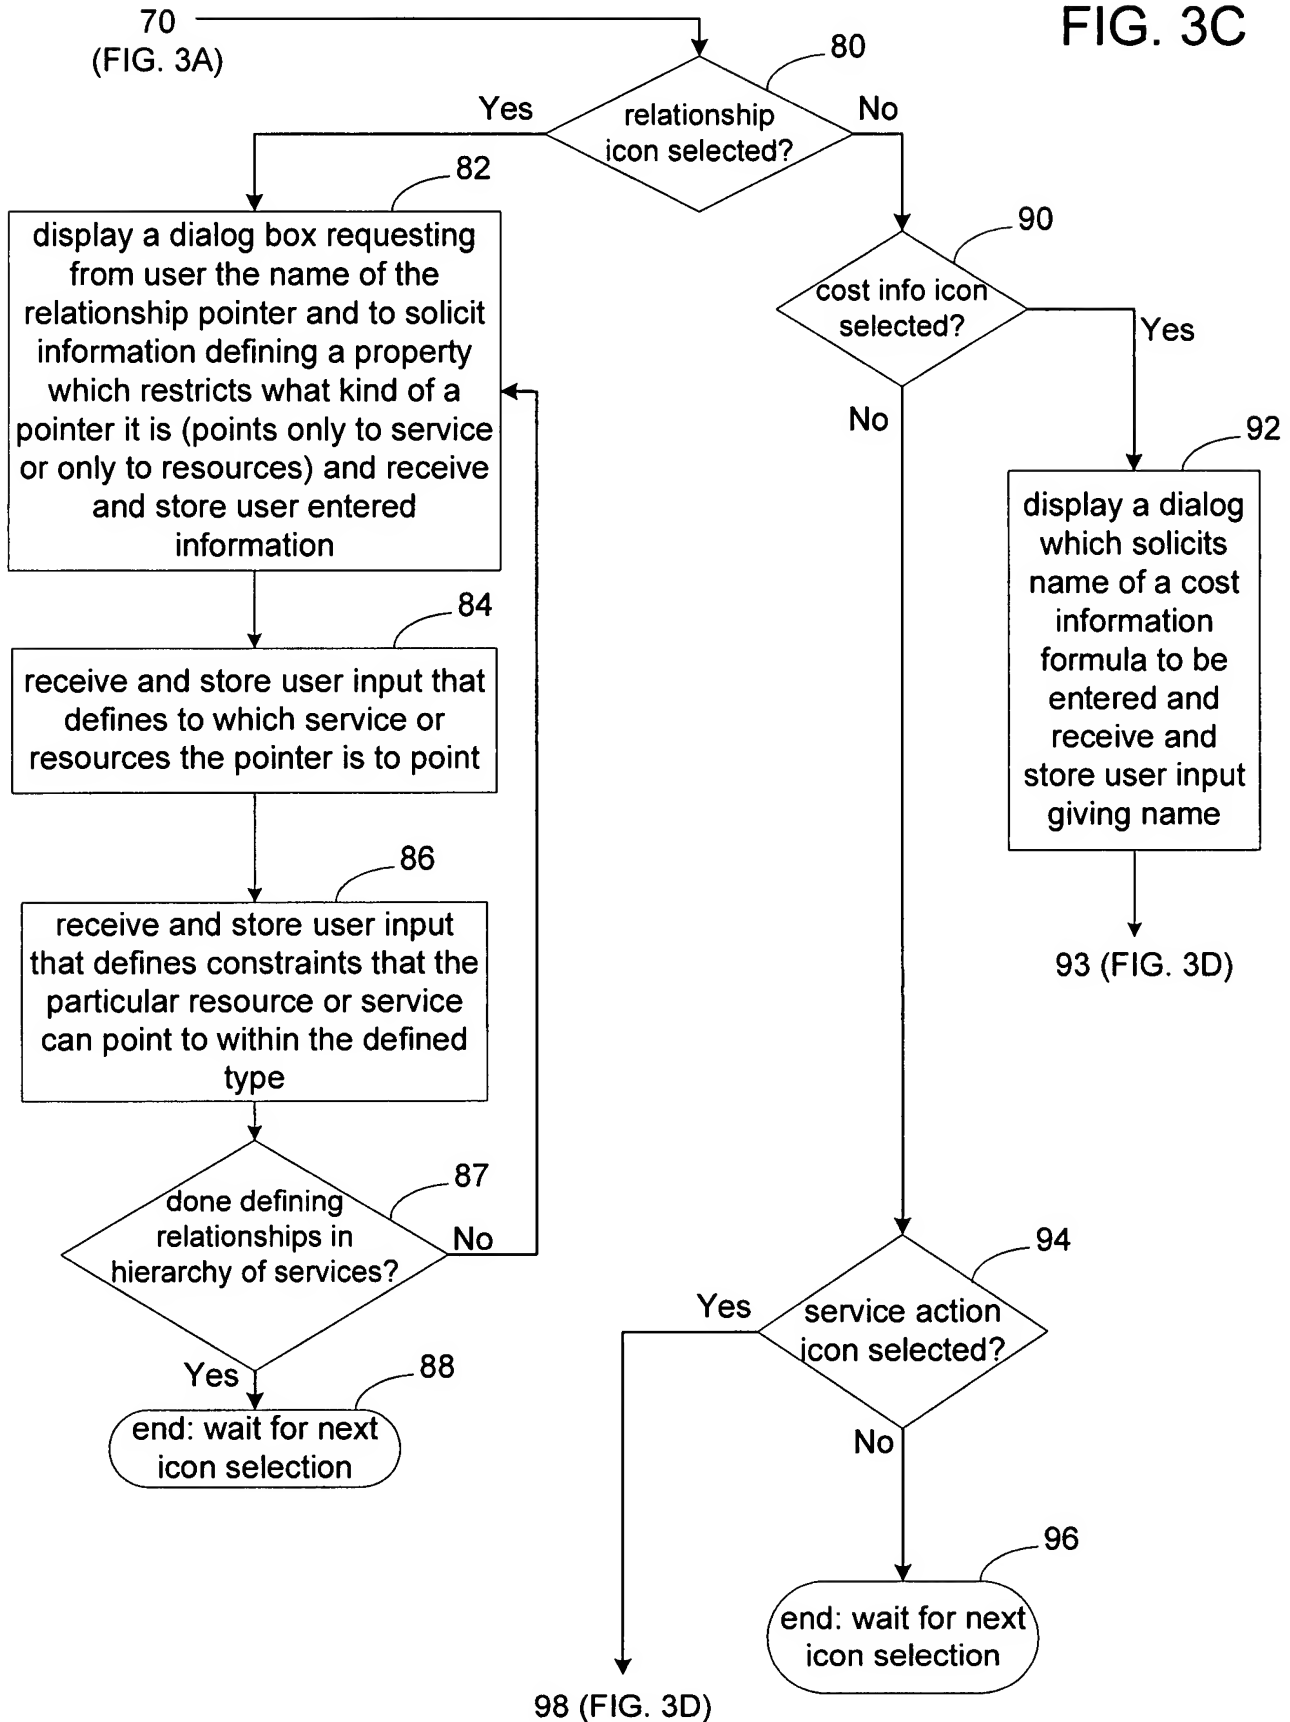 FIG. 3C
70
(FIG. 3A)
80
relationship
icon selected?
Yes
No
82
display a dialog box requesting
from user the name of the
relationship pointer and to solicit
information defining a property
which restricts what kind of a
pointer it is (points only to service
or only to resources) and receive
and store user entered
information
90
cost info icon
selected?
Yes
No
92
display a dialog
which solicits
name of a cost
information
formula to be
entered and
receive and
store user input
giving name
93 (FIG. 3D)
84
receive and store user input that
defines to which service or
resources the pointer is to point
86
receive and store user input
that defines constraints that the
particular resource or service
can point to within the defined
type
87
done defining
relationships in
hierarchy of services?
No
Yes
88
end: wait for next
icon selection
94
service action
icon selected?
Yes
No
96
end: wait for next
icon selection
98 (FIG. 3D)